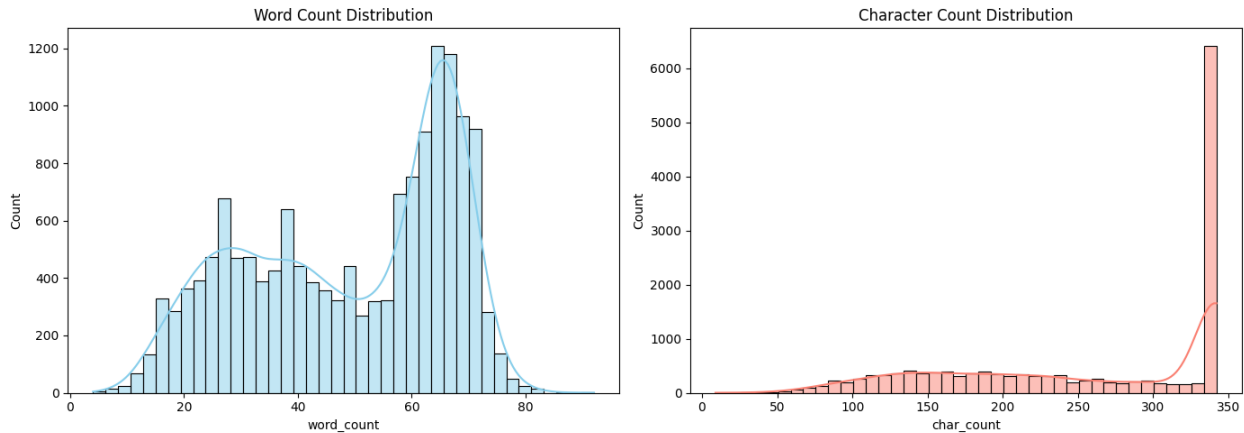 Word Count Distribution
Count
1200
1000
800
600
400
200
0
0 20 40 60 80
word_count
Character Count Distribution
Count
6000
5000
4000
3000
2000
1000
0
0 50 100 150 200 250 300 350
char_count